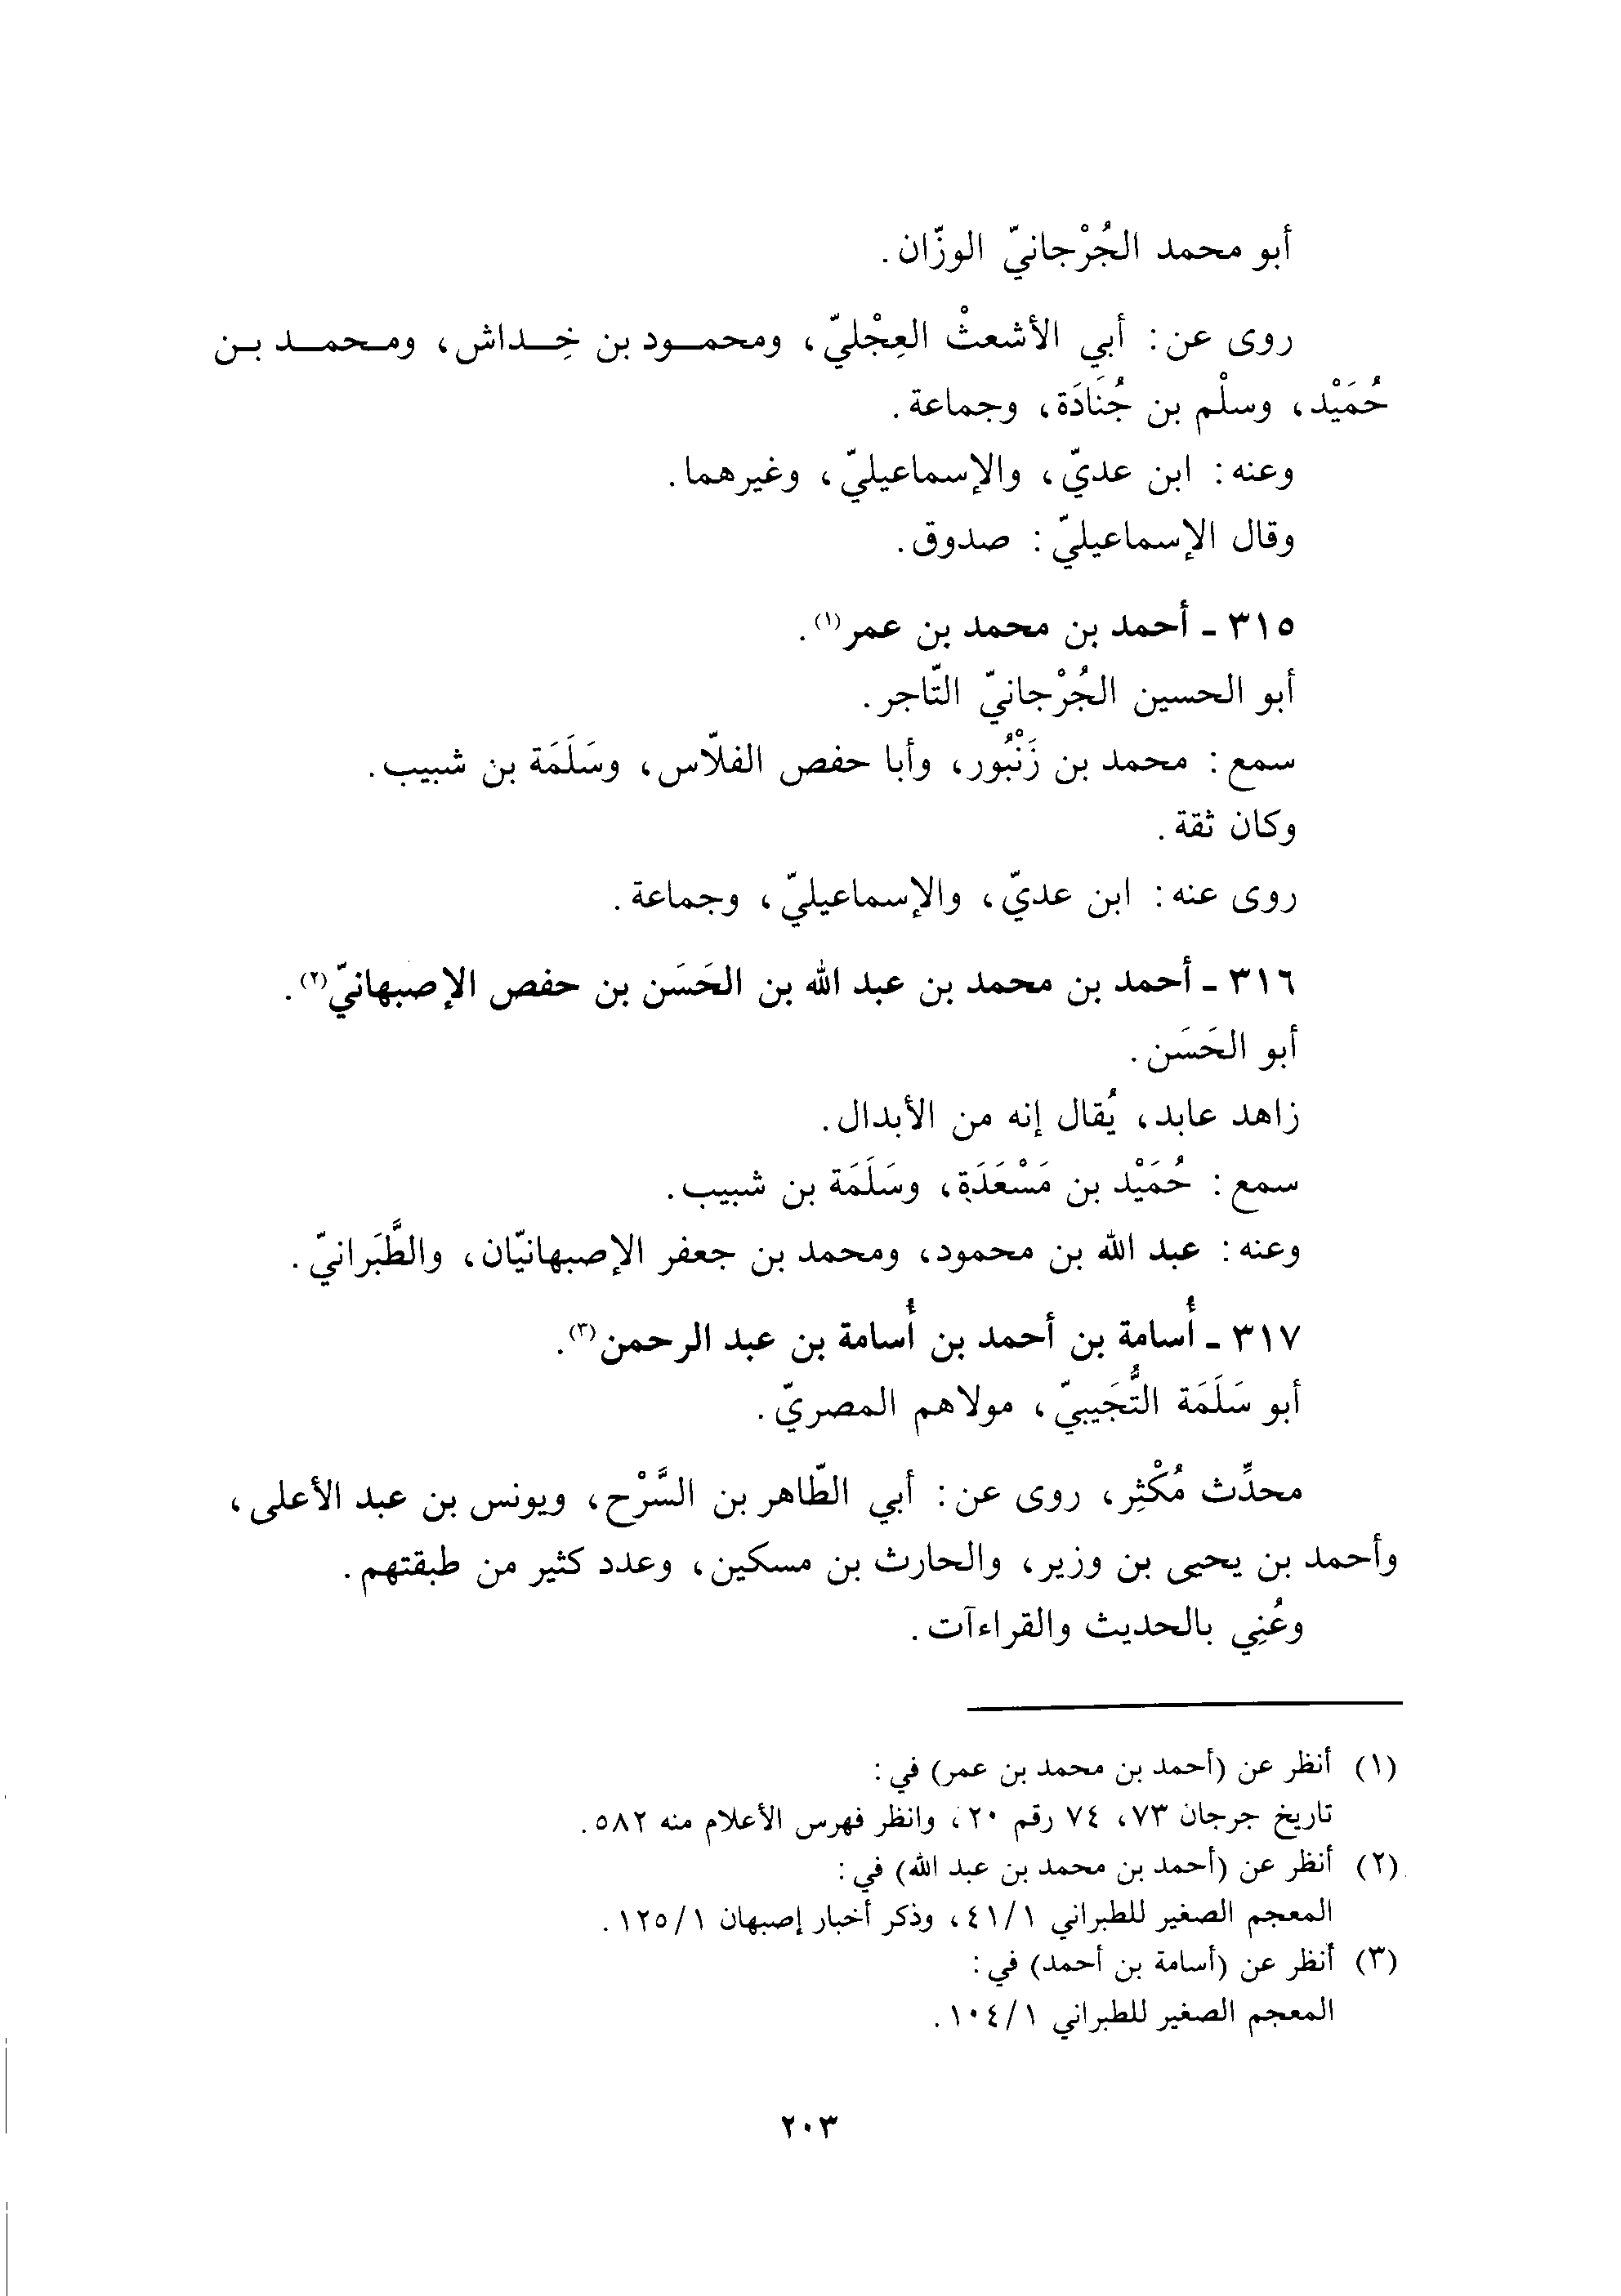 أبو محمد الجُرْجانيّ الوزّان.
روى عن: أبي الأشعثْ العِجْليّ، ومحمـود بن خِـداش، ومـحمـد بـن
حُمَيْد، وسلْم بن جُنَادَة، وجماعة.
وعنه: ابن عديّ، والإسماعيليّ، وغيرهما.
وقال الإسماعيليّ: صدوق.
٣١٥ ـ أحمد بن محمد بن عمر(١).
أبو الحسين الجُرْجانيّ التّاجر.
سمع: محمد بن زَنْبُور، وأبا حفص الفلّاس، وسَلَمَة بن شبيب.
وكان ثقة.
روى عنه: ابن عديّ، والإسماعيليّ، وجماعة.
٣١٦ ـ أحمد بن محمد بن عبد الله بن الحَسَن بن حفص الإصبهانيّ(٢).
أبو الحَسَن.
زاهد عابد، يُقال إنه من الأبدال.
سمع: حُمَيْد بن مَسْعَدَة، وسَلَمَة بن شبيب.
وعنه: عبد الله بن محمود، ومحمد بن جعفر الإصبهانيّان، والطَّبَرانيّ.
٣١٧ ـ أُسامة بن أحمد بن أُسامة بن عبد الرحمن(٣).
أبو سَلَمَة التُّجَيبيّ، مولاهم المصريّ.
محدِّث مُكْثِر، روى عن: أبي الطّاهر بن السَّرْح، ويونس بن عبد الأعلى،
وأحمد بن يحيى بن وزير، والحارث بن مسكين، وعدد كثير من طبقتهم.
وعُنِي بالحديث والقراءآت.
(١) أنظر عن (أحمد بن محمد بن عمر) في:
تاريخ جرجان ٧٣، ٧٤ رقم ٢٠، وانظر فهرس الأعلام منه ٥٨٢.
(٢) أنظر عن (أحمد بن محمد بن عبد الله) في:
المعجم الصغير للطبراني ٤١/١، وذكر أخبار إصبهان ١٢٥/١.
(٣) أنظر عن (أسامة بن أحمد) في:
المعجم الصغير للطبراني ١٠٤/١.
٢٠٣